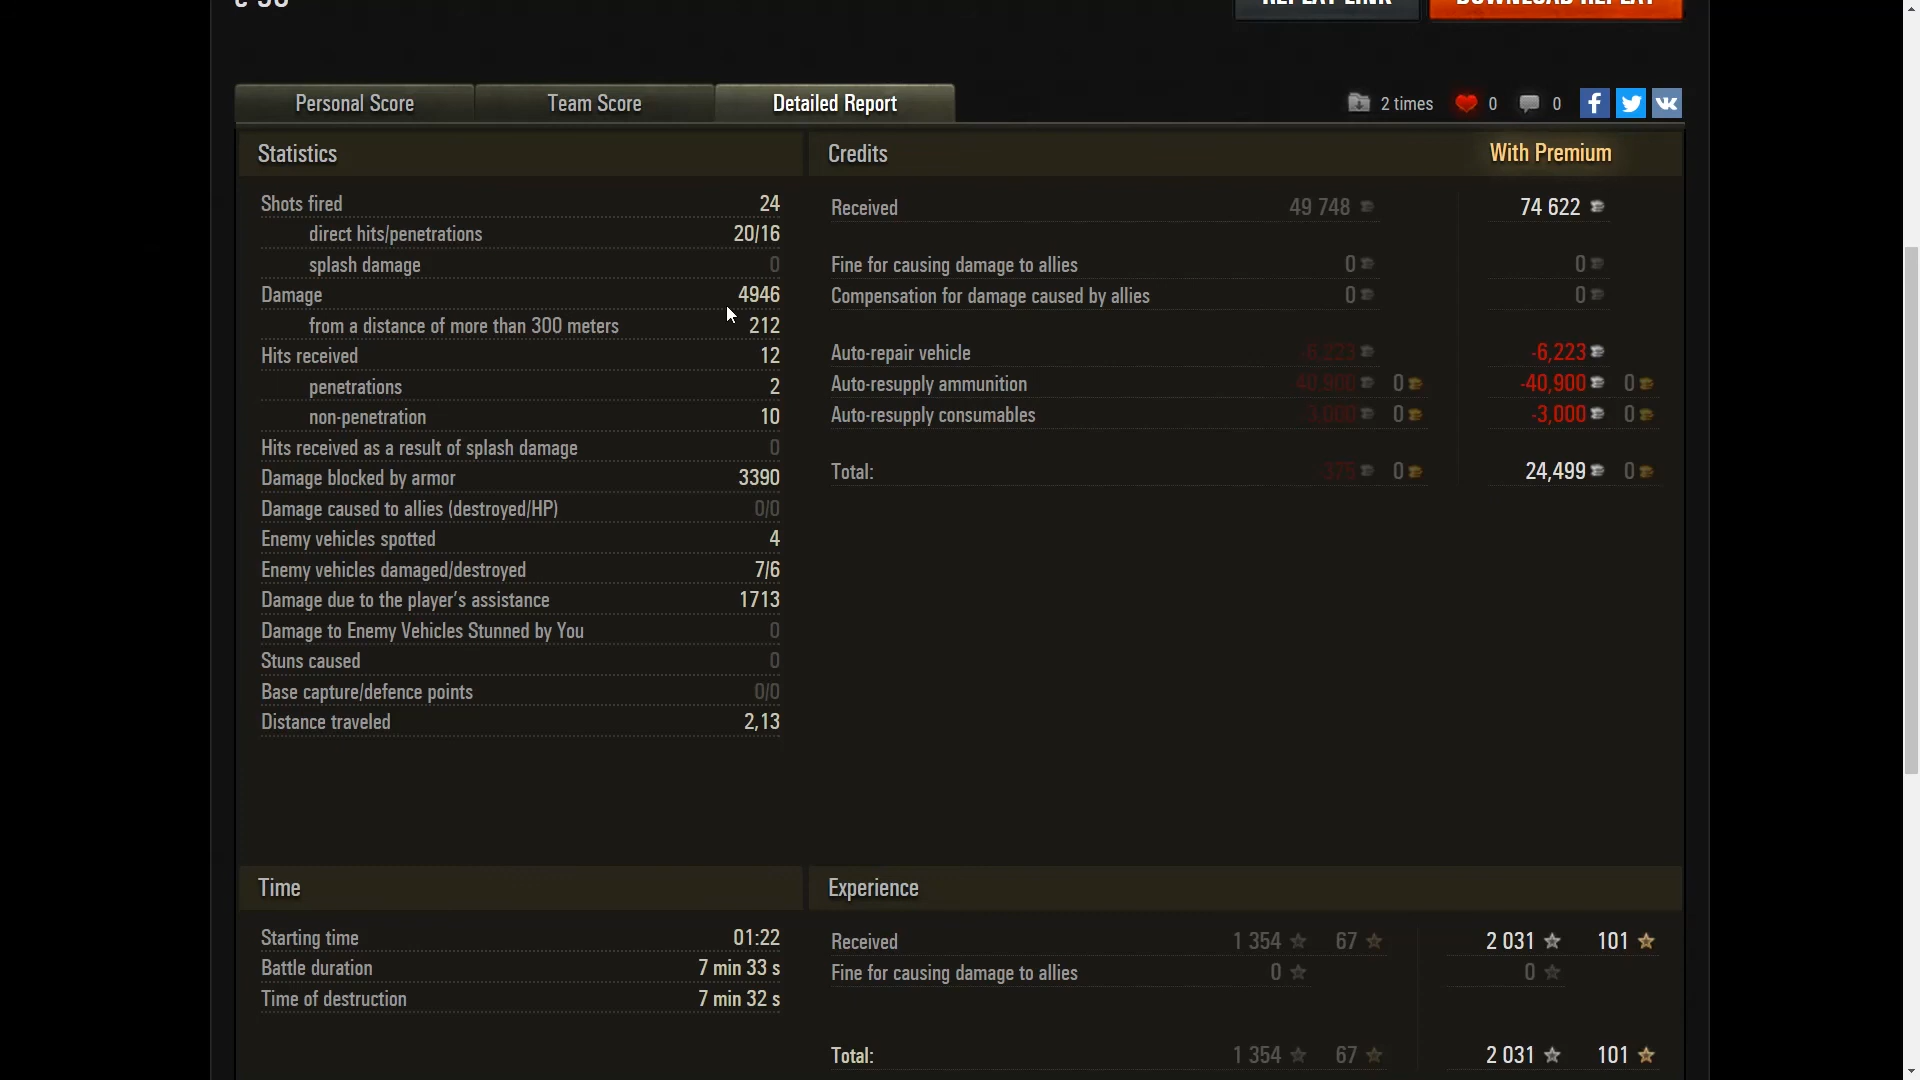 Personal Score Team Score Detailed Report 2 times 0 0
Statistics
Shots fired 24
direct hits/penetrations 20/16
splash damage 0
Damage 4946
from a distance of more than 300 meters 212
Hits received 12
penetrations 2
non-penetration 10
Hits received as a result of splash damage 0
Damage blocked by armor 3390
Damage caused to allies (destroyed/HP) 0/0
Enemy vehicles spotted 4
Enemy vehicles damaged/destroyed 7/6
Damage due to the player's assistance 1713
Damage to Enemy Vehicles Stunned by You 0
Stuns caused 0
Base capture/defence points 0/0
Distance traveled 2,13
Credits With Premium
Received 49 748 74 622
Fine for causing damage to allies 0 0
Compensation for damage caused by allies 0 0
Auto-repair vehicle -6,223 -6,223
Auto-resupply ammunition -40,900 0 -40,900 0
Auto-resupply consumables -3,000 0 -3,000 0
Total: -375 0 24,499 0
Time
Starting time 01:22
Battle duration 7 min 33 s
Time of destruction 7 min 32 s
Experience
Received 1 354 67 2 031 101
Fine for causing damage to allies 0 0
Total: 1 354 67 2 031 101